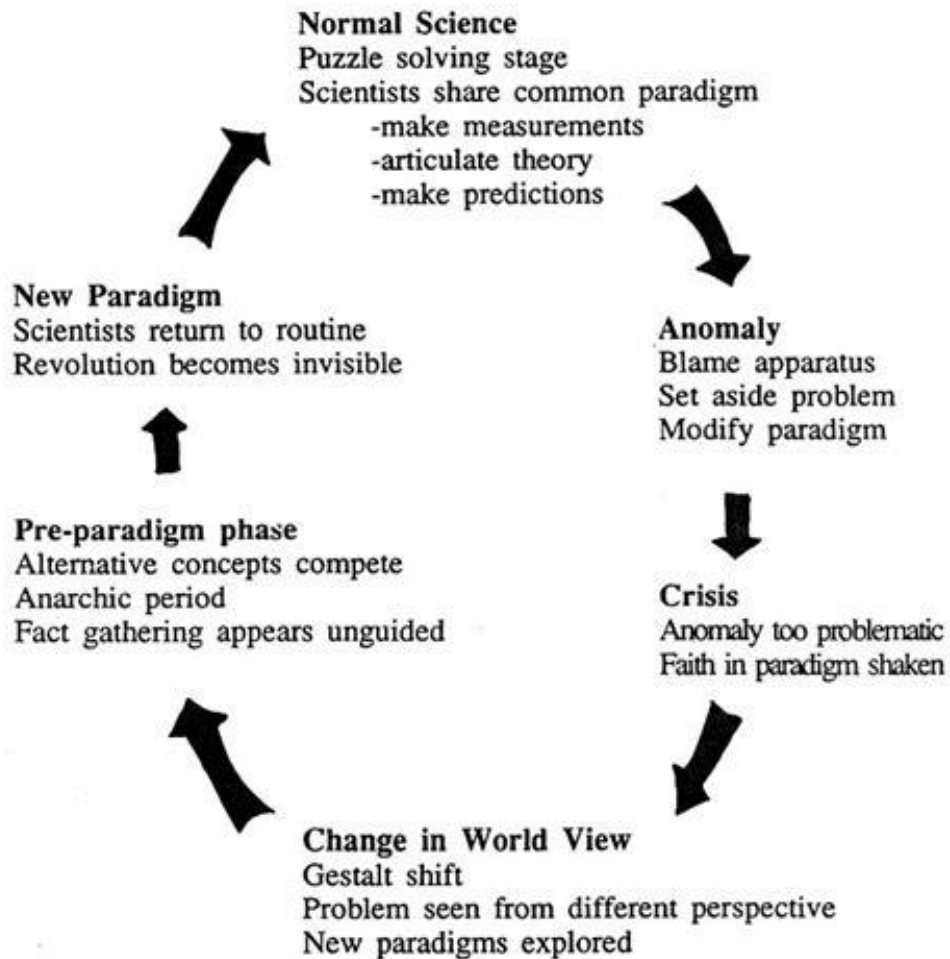 Normal Science
Puzzle solving stage
Scientists share common paradigm
-make measurements
-articulate theory
-make predictions
Anomaly
Blame apparatus
Set aside problem
Modify paradigm
Crisis
Anomaly too problematic
Faith in paradigm shaken
Change in World View
Gestalt shift
Problem seen from different perspective
New paradigms explored
Pre-paradigm phase
Alternative concepts compete
Anarchic period
Fact gathering appears unguided
New Paradigm
Scientists return to routine
Revolution becomes invisible